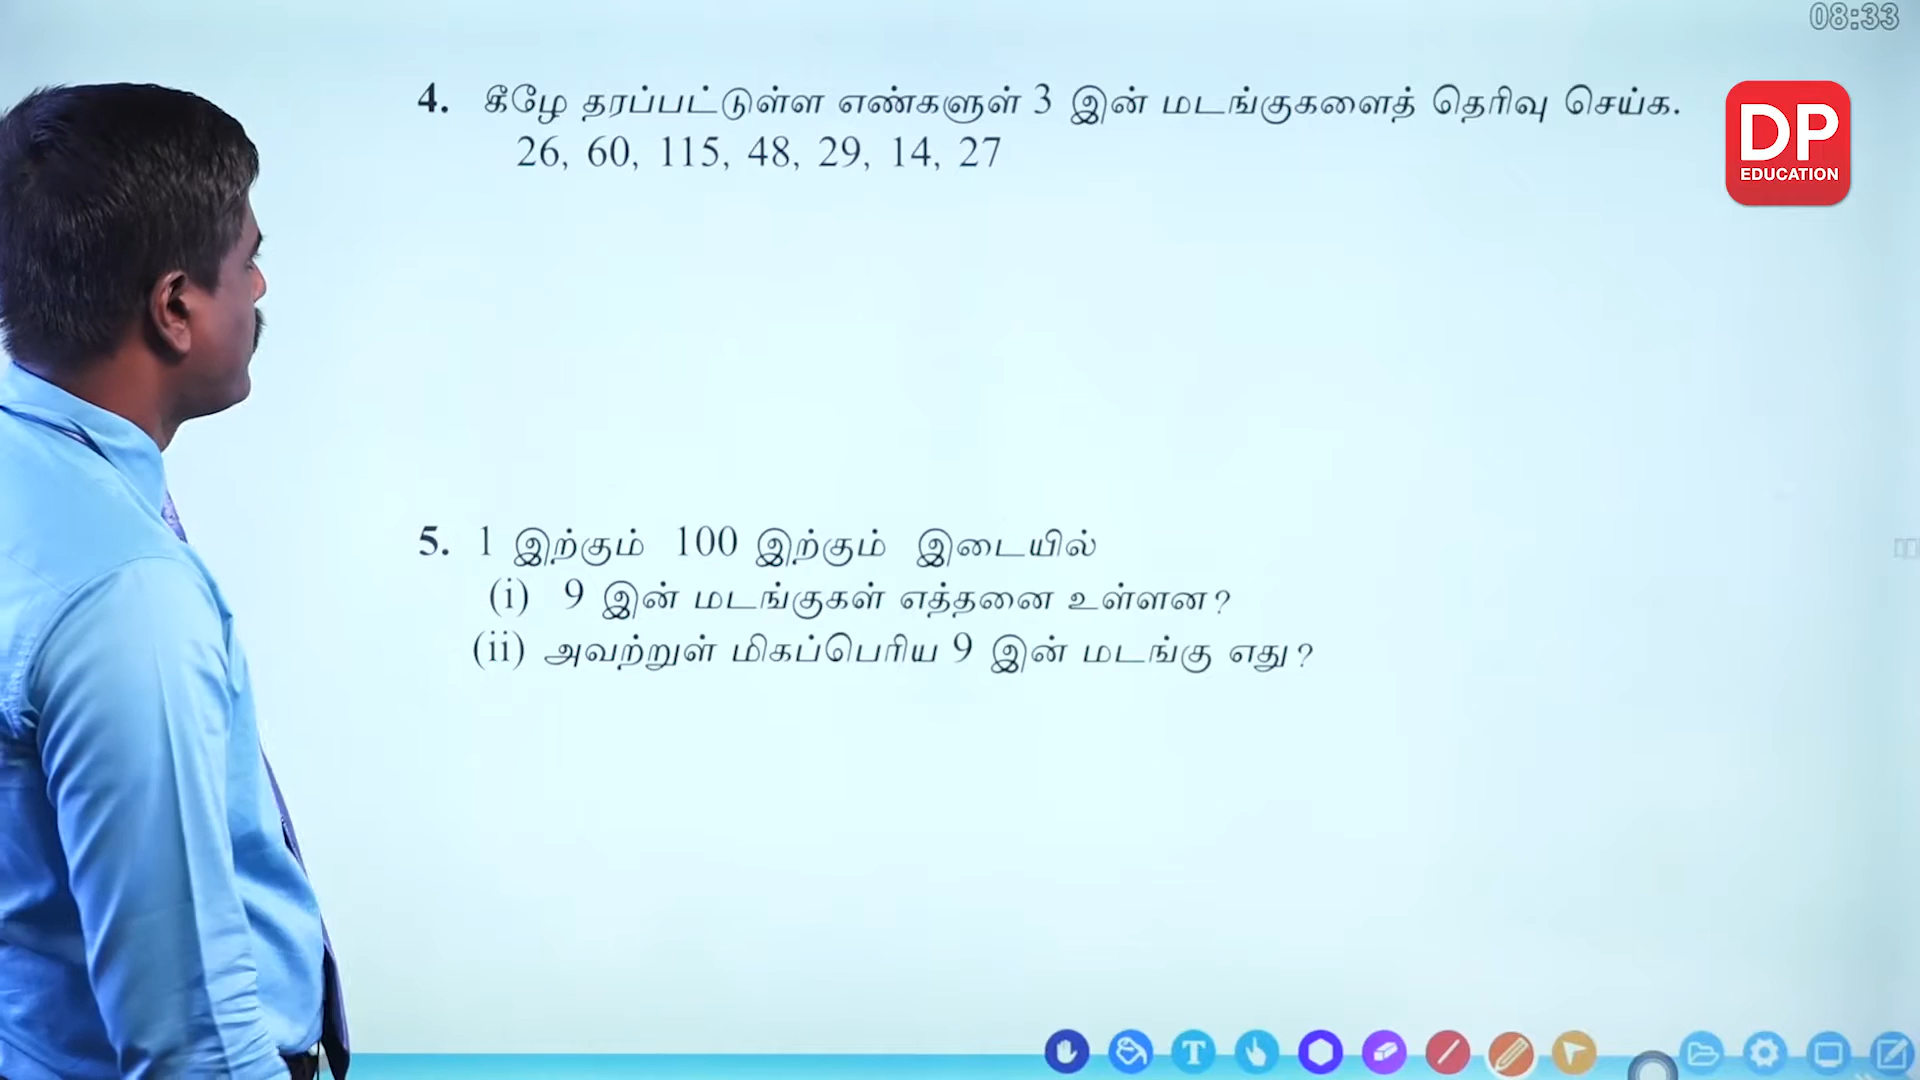 08:33
4. கீழே தரப்பட்டுள்ள எண்களுள் 3 இன் மடங்குகளைத் தெரிவு செய்க.
26, 60, 115, 48, 29, 14, 27
DP
EDUCATION
5. 1 இற்கும் 100 இற்கும் இடையில்
(i) 9 இன் மடங்குகள் எத்தனை உள்ளன?
(ii) அவற்றுள் மிகப்பெரிய 9 இன் மடங்கு எது?
T